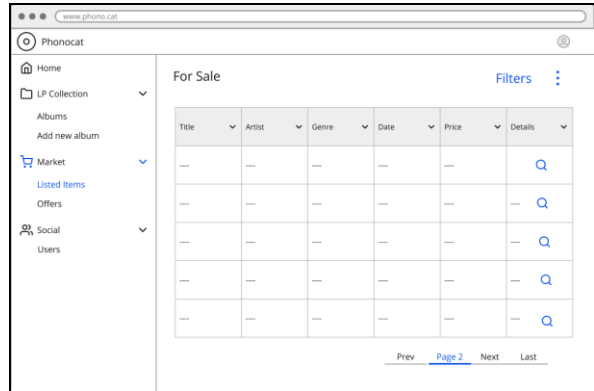 www.phono.cat
Phonocat
Home
LP Collection
Albums
Add new album
Market
Listed Items
Offers
Social
Users
For Sale
Filters
Title Artist Genre Date Price Details
---- ---- ---- ---- ----
---- ---- ---- ---- ---- ----
---- ---- ---- ---- ---- ----
---- ---- ---- ---- ---- ----
---- ---- ---- ---- ---- ----
Prev Page 2 Next Last